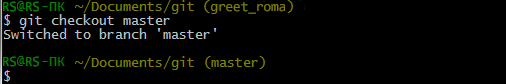 RS@RS-ПК ~/Documents/git (greet_roma)
$ git checkout master
Switched to branch 'master'
RS@RS-ПК ~/Documents/git (master)
$